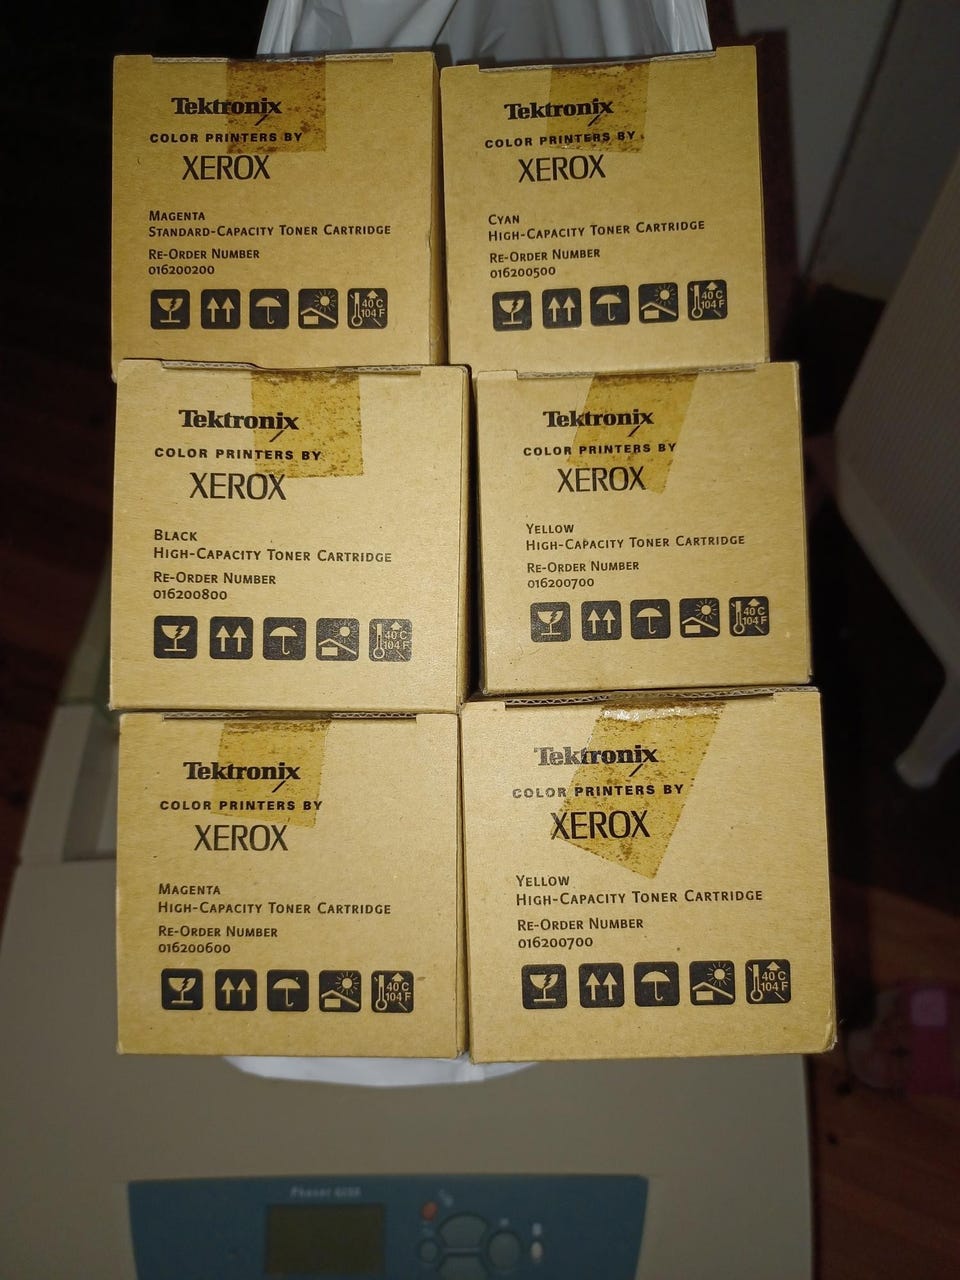 Tektronix
COLOR PRINTERS BY
XEROX
MAGENTA
STANDARD-CAPACITY TONER CARTRIDGE
RE-ORDER NUMBER
016200200
40 C
104 F
Tektronix
COLOR PRINTERS BY
XEROX
CYAN
HIGH-CAPACITY TONER CARTRIDGE
RE-ORDER NUMBER
016200500
40 C
104 F
Tektronix
COLOR PRINTERS BY
XEROX
BLACK
HIGH-CAPACITY TONER CARTRIDGE
RE-ORDER NUMBER
016200800
40 C
104 F
Tektronix
COLOR PRINTERS BY
XEROX
YELLOW
HIGH-CAPACITY TONER CARTRIDGE
RE-ORDER NUMBER
016200700
40 C
104 F
Tektronix
COLOR PRINTERS BY
XEROX
MAGENTA
HIGH-CAPACITY TONER CARTRIDGE
RE-ORDER NUMBER
016200600
40 C
104 F
Tektronix
COLOR PRINTERS BY
XEROX
YELLOW
HIGH-CAPACITY TONER CARTRIDGE
RE-ORDER NUMBER
016200700
40 C
104 F
Phaser